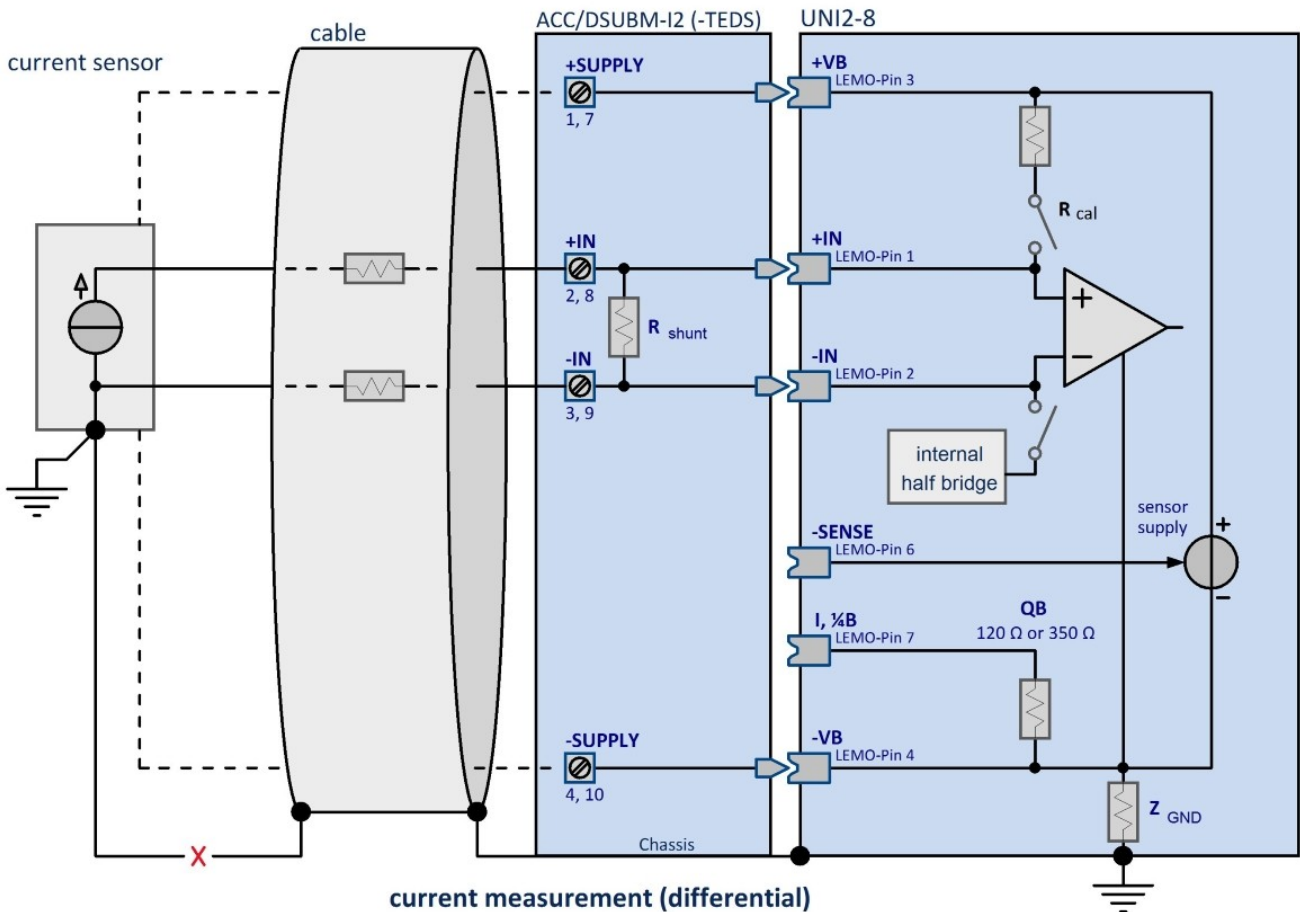 ACC/DSUBM-I2 (-TEDS)
UNI2-8
cable
current sensor
+SUPPLY
1, 7
+VB
LEMO-Pin 3
R cal
+IN
2, 8
+IN
LEMO-Pin 1
R shunt
+
-IN
3, 9
-IN
LEMO-Pin 2
−
internal
half bridge
-SENSE
LEMO-Pin 6
sensor
supply
+
−
I, ¼B
LEMO-Pin 7
QB
120 Ω or 350 Ω
-SUPPLY
4, 10
-VB
LEMO-Pin 4
Z GND
X
Chassis
current measurement (differential)